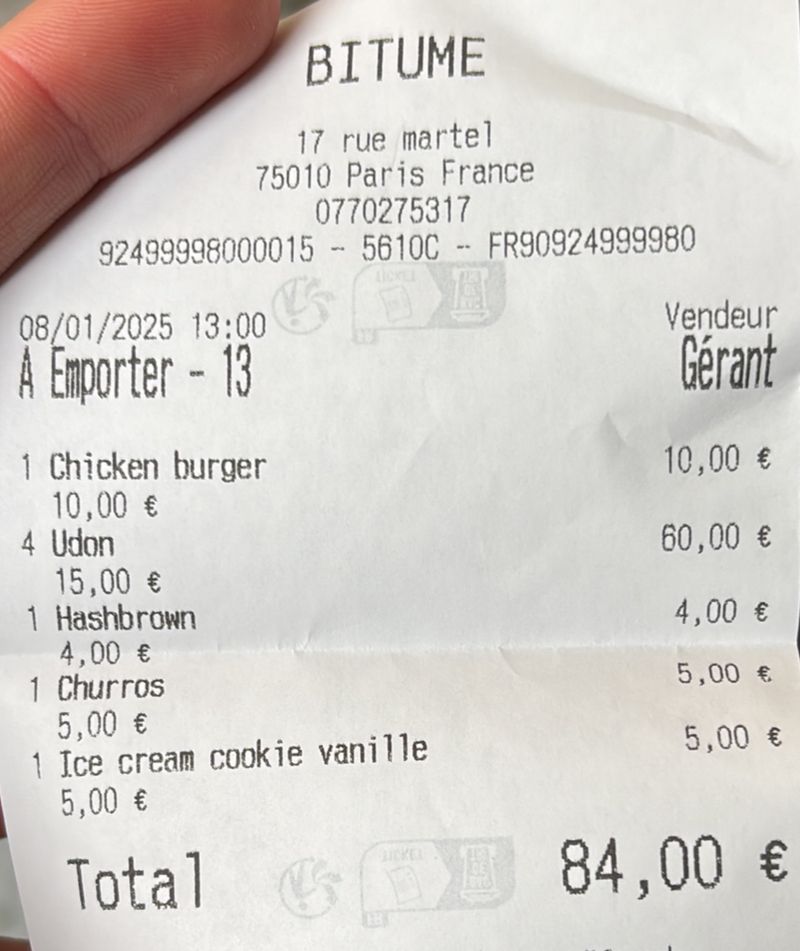 BITUME
17 rue martel
75010 Paris France
0770275317
92499998000015 - 5610C - FR90924999980
08/01/2025 13:00 Vendeur
A Emporter - 13 Gérant
1 Chicken burger 10,00 €
10,00 €
4 Udon 60,00 €
15,00 €
1 Hashbrown 4,00 €
4,00 €
1 Churros 5,00 €
5,00 €
1 Ice cream cookie vanille 5,00 €
5,00 €
Total 84,00 €